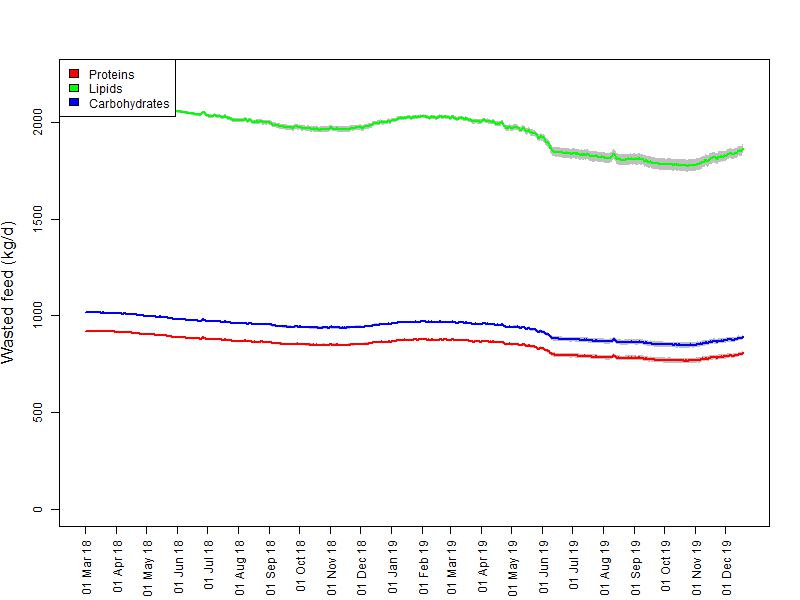 Proteins
Lipids
Carbohydrates
Wasted feed (kg/d)
2000
1500
1000
500
0
01 Mar 18
01 Apr 18
01 May 18
01 Jun 18
01 Jul 18
01 Aug 18
01 Sep 18
01 Oct 18
01 Nov 18
01 Dec 18
01 Jan 19
01 Feb 19
01 Mar 19
01 Apr 19
01 May 19
01 Jun 19
01 Jul 19
01 Aug 19
01 Sep 19
01 Oct 19
01 Nov 19
01 Dec 19